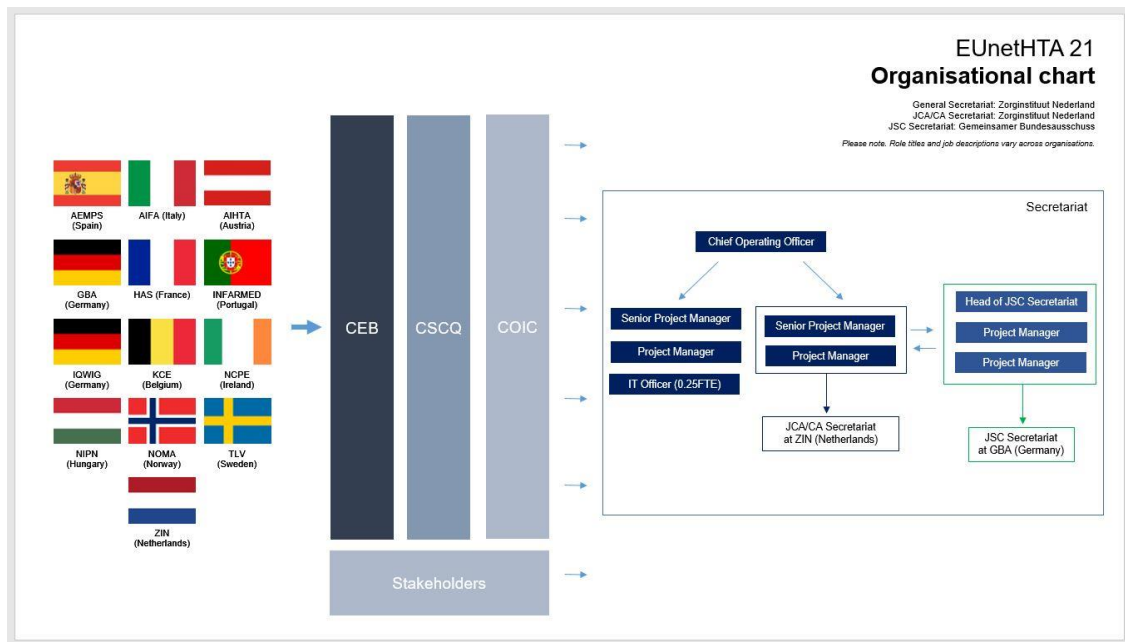 EUnetHTA 21
Organisational chart
General Secretariat: Zorginstituut Nederland
JCA/CA Secretariat: Zorginstituut Nederland
JSC Secretariat: Gemeinsamer Bundesausschuss
Please note. Role titles and job descriptions vary across organisations.
AEMPS
(Spain)
AIFA (Italy)
AIHTA
(Austria)
GBA
(Germany)
HAS (France)
INFARMED
(Portugal)
IQWIG
(Germany)
KCE
(Belgium)
NCPE
(Ireland)
NIPN
(Hungary)
NOMA
(Norway)
TLV
(Sweden)
ZIN
(Netherlands)
CEB
CSCQ
COIC
Stakeholders
Secretariat
Chief Operating Officer
Senior Project Manager
Project Manager
IT Officer (0.25FTE)
Senior Project Manager
Project Manager
JCA/CA Secretariat
at ZIN (Netherlands)
Head of JSC Secretariat
Project Manager
Project Manager
JSC Secretariat
at GBA (Germany)